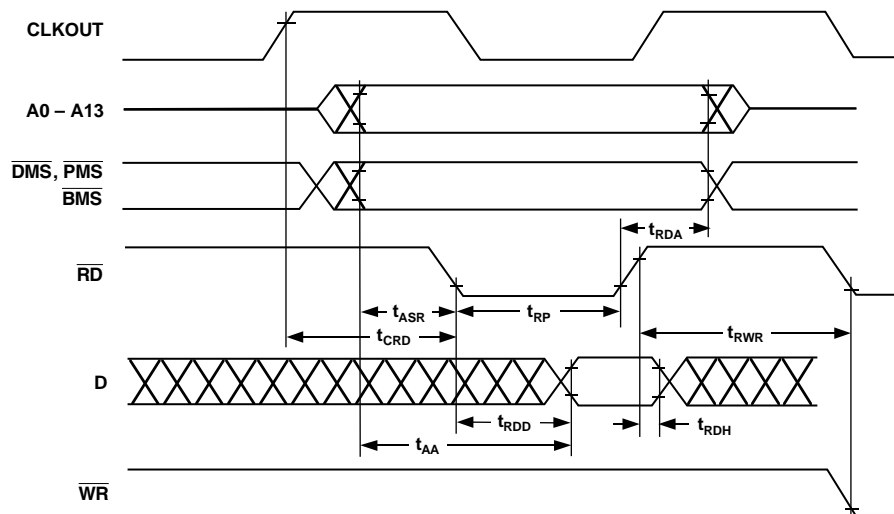 CLKOUT
A0 – A13
DMS, PMS
BMS
tRDA
RD
tASR
tRP
tCRD
tRWR
D
tRDD
tRDH
tAA
WR